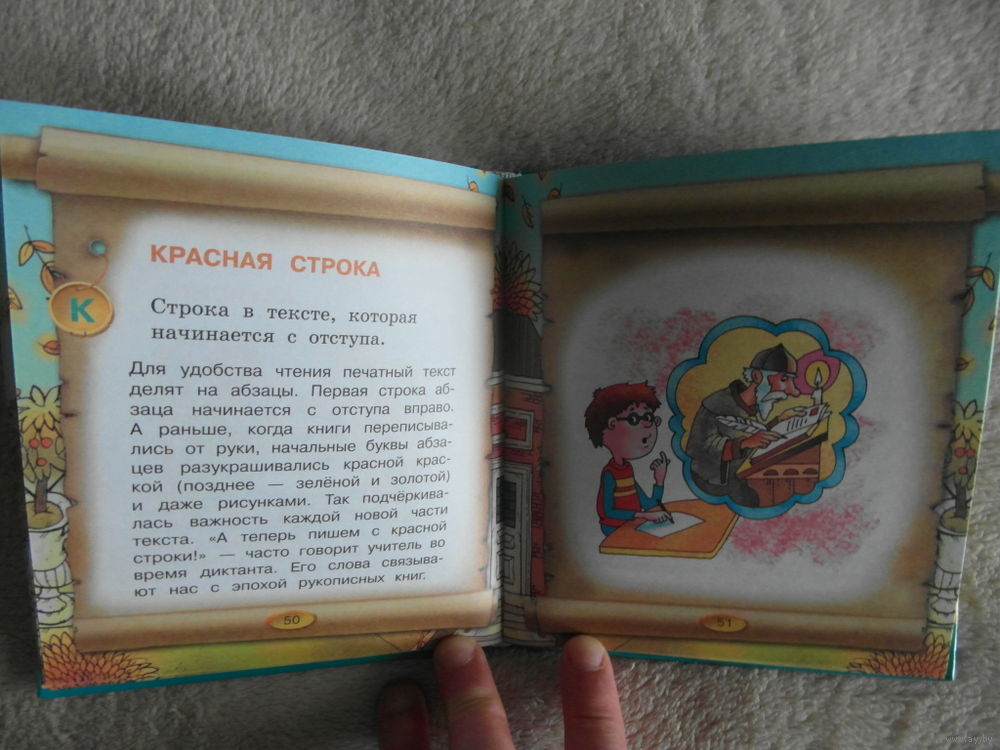 КРАСНАЯ СТРОКА
К
Строка в тексте, которая
начинается с отступа.
Для удобства чтения печатный текст
делят на абзацы. Первая строка аб-
заца начинается с отступа вправо.
А раньше, когда книги переписыва-
лись от руки, начальные буквы абза-
цев разукрашивались красной крас-
кой (позднее — зелёной и золотой)
и даже рисунками. Так подчёркива-
лась важность каждой новой части
текста. «А теперь пишем с красной
строки!» — часто говорит учитель во
время диктанта. Его слова связыва-
ют нас с эпохой рукописных книг.
50
51
www.ay.by